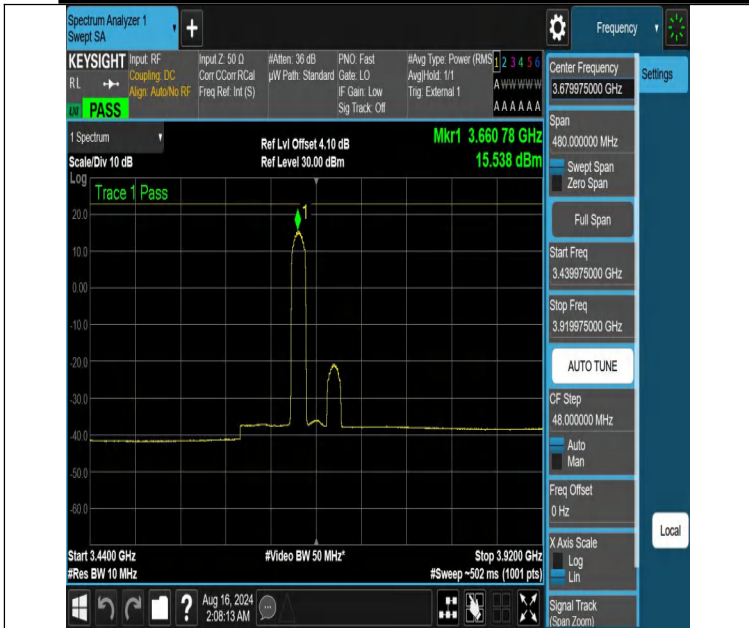 Spectrum Analyzer 1
Swept SA
+
Frequency
KEYSIGHT
RL
LXI PASS
Input: RF
Coupling: DC
Align: Auto/No RF
Input Z: 50 Ω
Corr CCorr RCal
Freq Ref: Int (S)
#Atten: 36 dB
µW Path: Standard
PNO: Fast
Gate: LO
IF Gain: Low
Sig Track: Off
#Avg Type: Power (RMS
Avg|Hold: 1/1
Trig: External 1
1 2 3 4 5 6
A W W W W W
A A A A A A
1 Spectrum
Scale/Div 10 dB
Log
Ref Lvl Offset 4.10 dB
Ref Level 30.00 dBm
Mkr1 3.660 78 GHz
15.538 dBm
Trace 1 Pass
1
20.0
10.0
0.00
-10.0
-20.0
-30.0
-40.0
-50.0
-60.0
Start 3.4400 GHz
#Res BW 10 MHz
#Video BW 50 MHz*
Stop 3.9200 GHz
#Sweep ~502 ms (1001 pts)
?
Aug 16, 2024
2:08:13 AM
Center Frequency
3.679975000 GHz
Settings
Span
480.000000 MHz
Swept Span
Zero Span
Full Span
Start Freq
3.439975000 GHz
Stop Freq
3.919975000 GHz
AUTO TUNE
CF Step
48.000000 MHz
Auto
Man
Freq Offset
0 Hz
X Axis Scale
Log
Lin
Signal Track
(Span Zoom)
Local